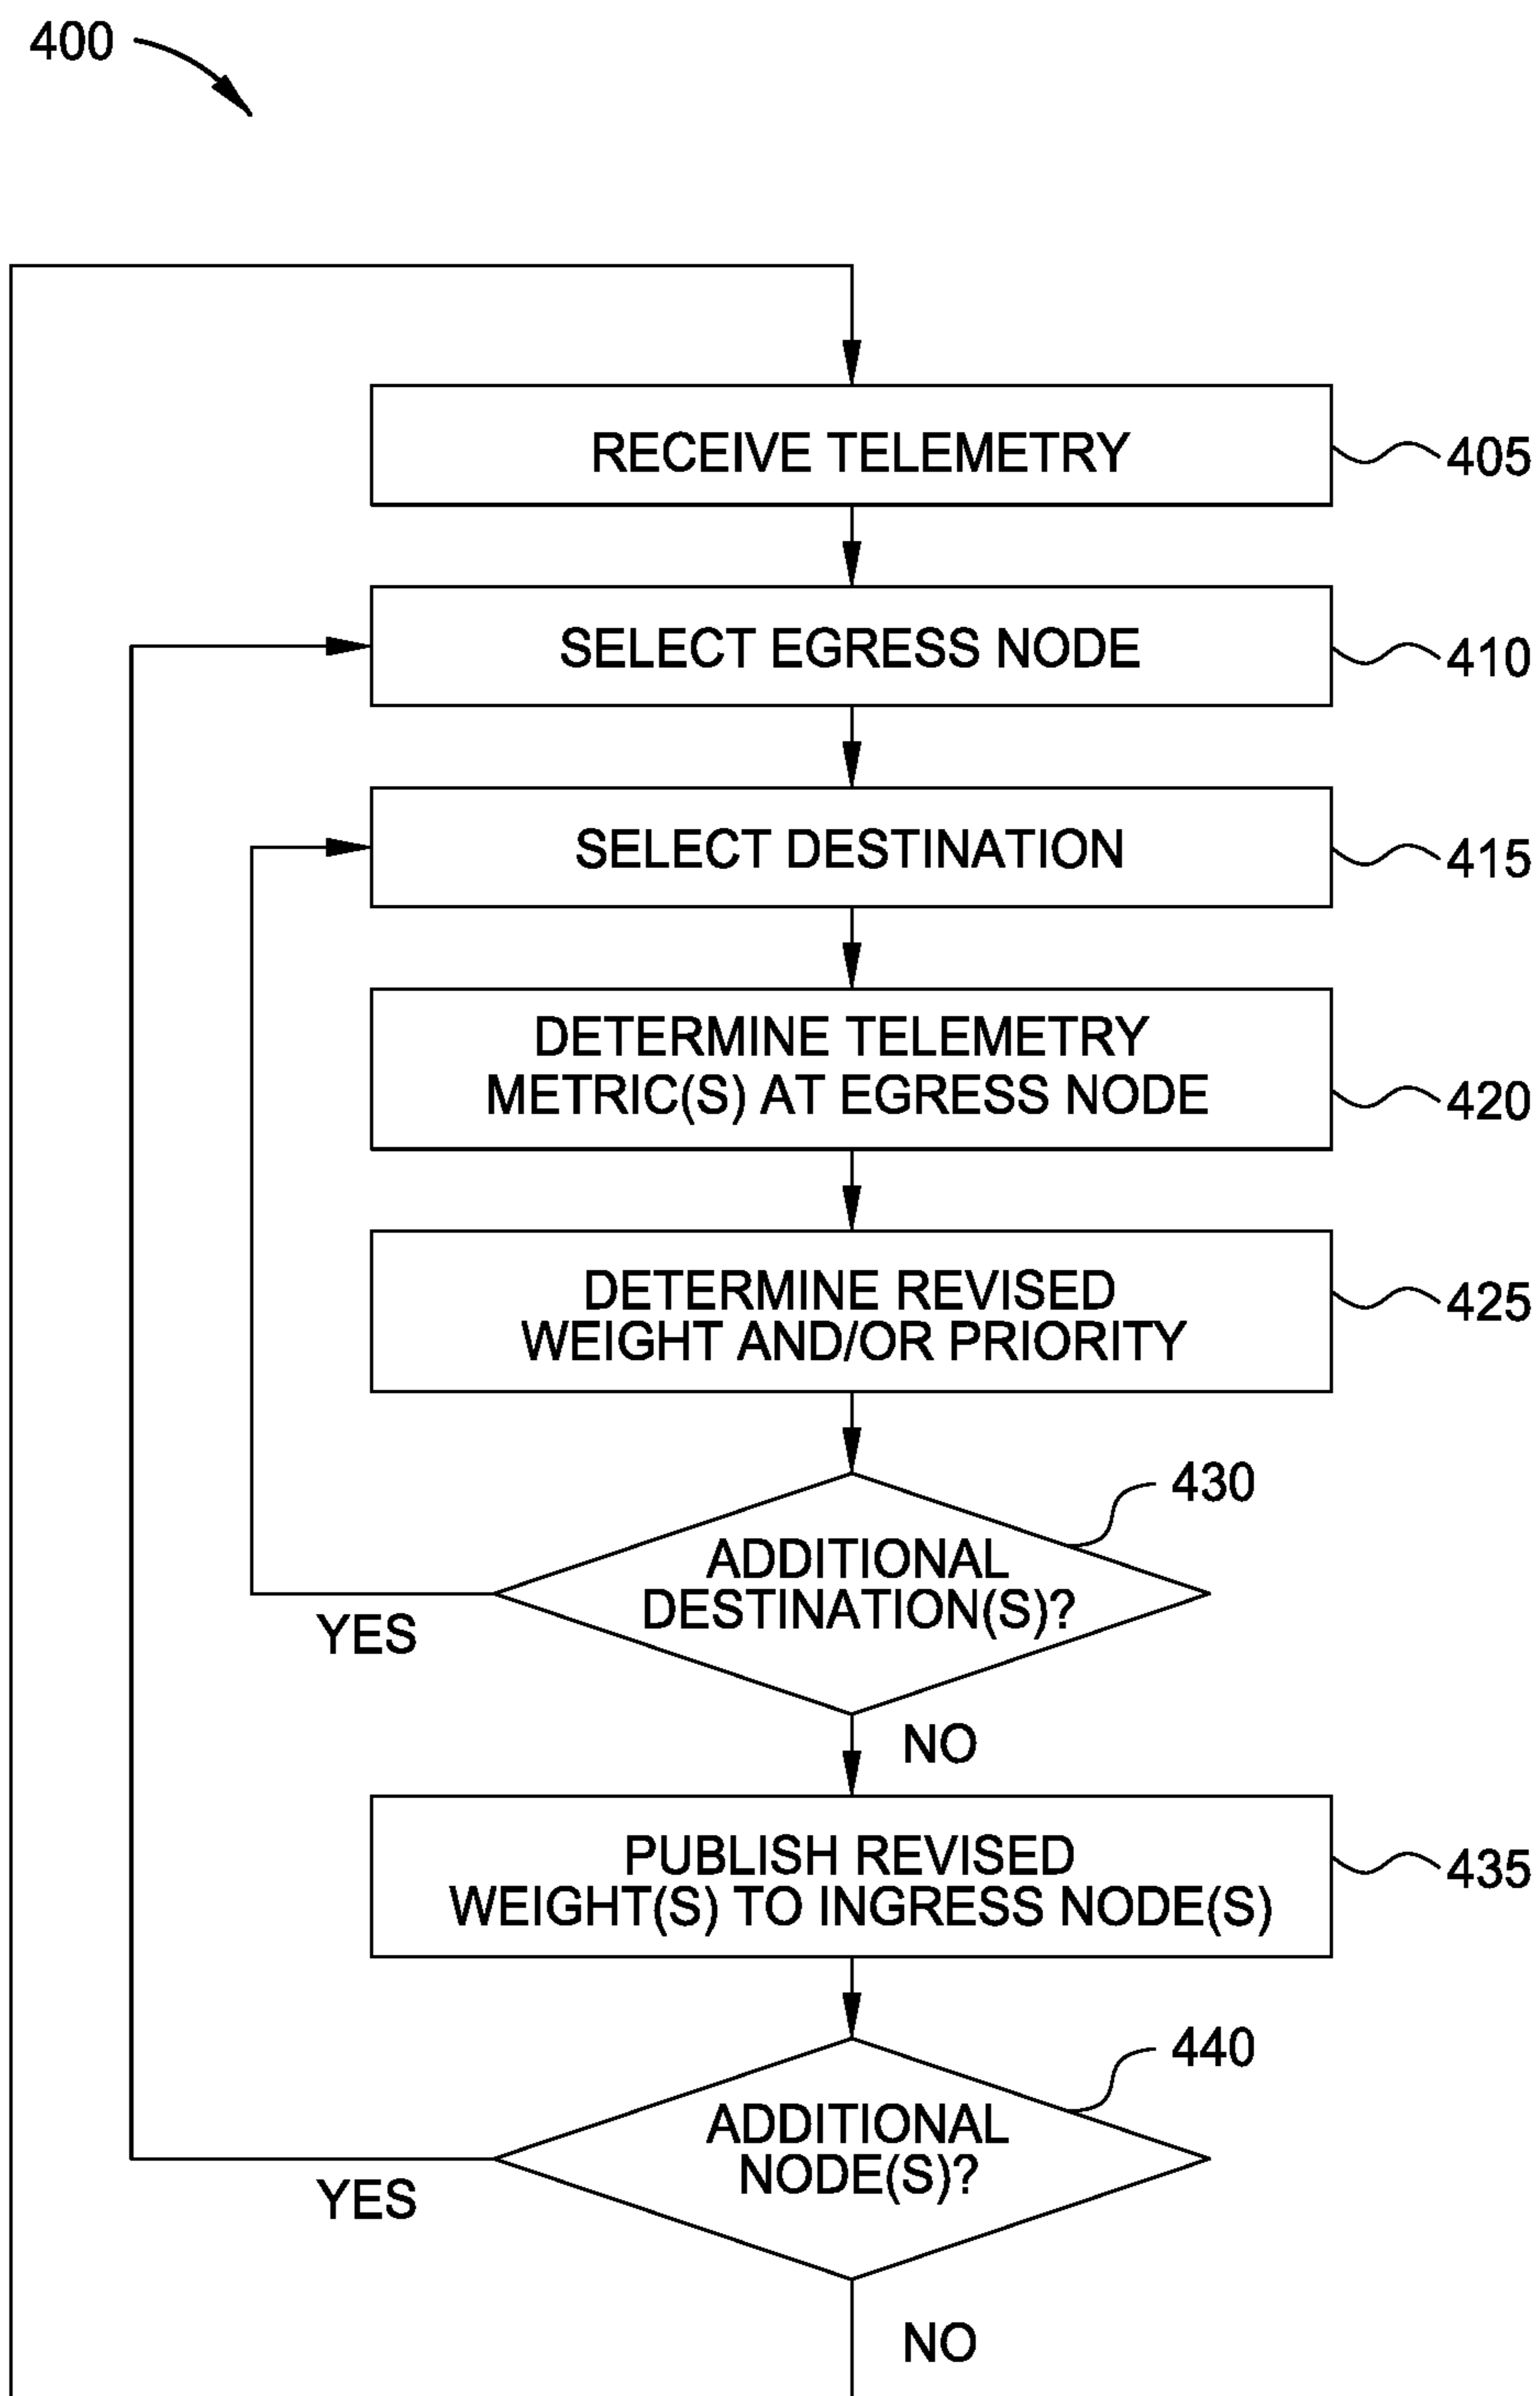 400
RECEIVE TELEMETRY
405
SELECT EGRESS NODE
410
SELECT DESTINATION
415
DETERMINE TELEMETRY
METRIC(S) AT EGRESS NODE
420
DETERMINE REVISED
WEIGHT AND/OR PRIORITY
425
430
ADDITIONAL
DESTINATION(S)?
YES
NO
PUBLISH REVISED
WEIGHT(S) TO INGRESS NODE(S)
435
440
ADDITIONAL
NODE(S)?
YES
NO